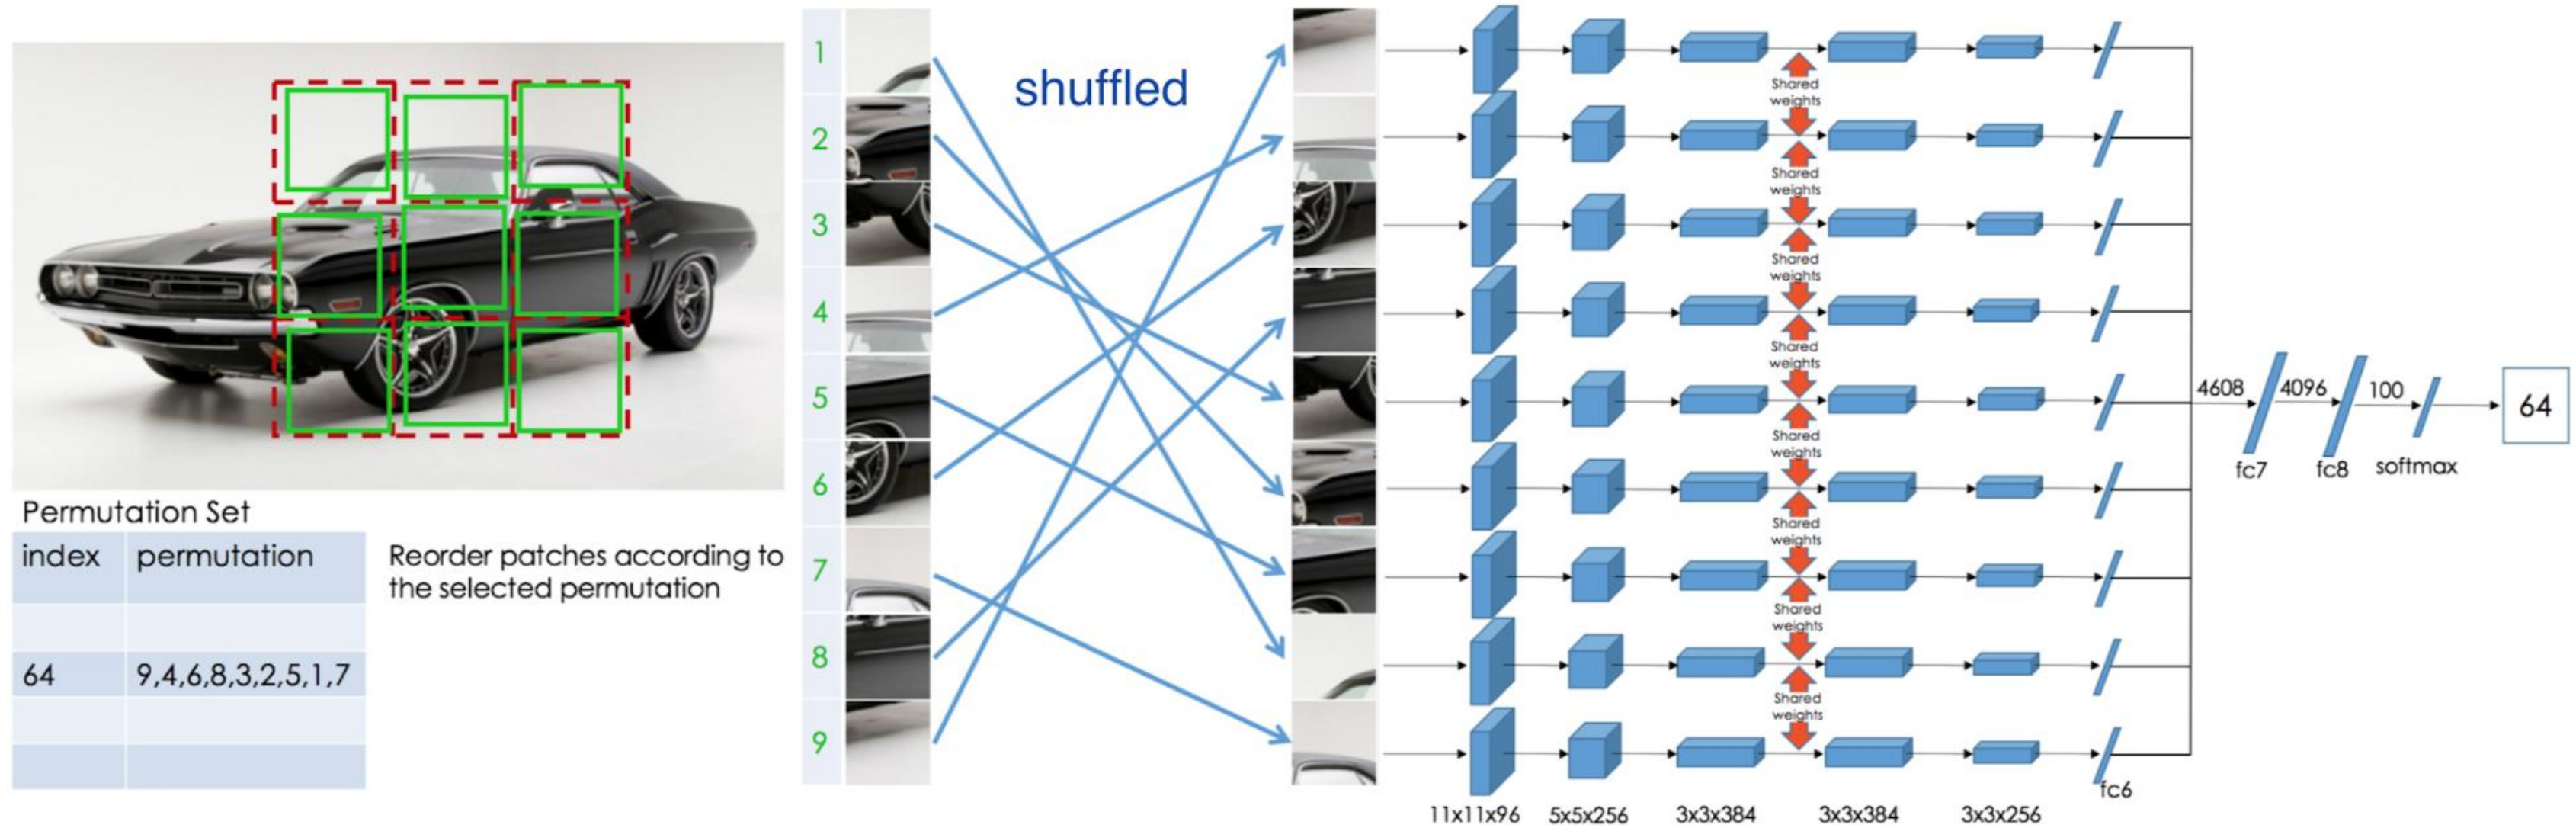 Permutation Set
index permutation
64 9,4,6,8,3,2,5,1,7
Reorder patches according to
the selected permutation
1
2
3
4
5
6
7
8
9
shuffled
Shared
weights
Shared
weights
Shared
weights
Shared
weights
Shared
weights
Shared
weights
Shared
weights
Shared
weights
fc6
11x11x96 5x5x256 3x3x384 3x3x384 3x3x256
4608 4096 100 64
fc7 fc8 softmax